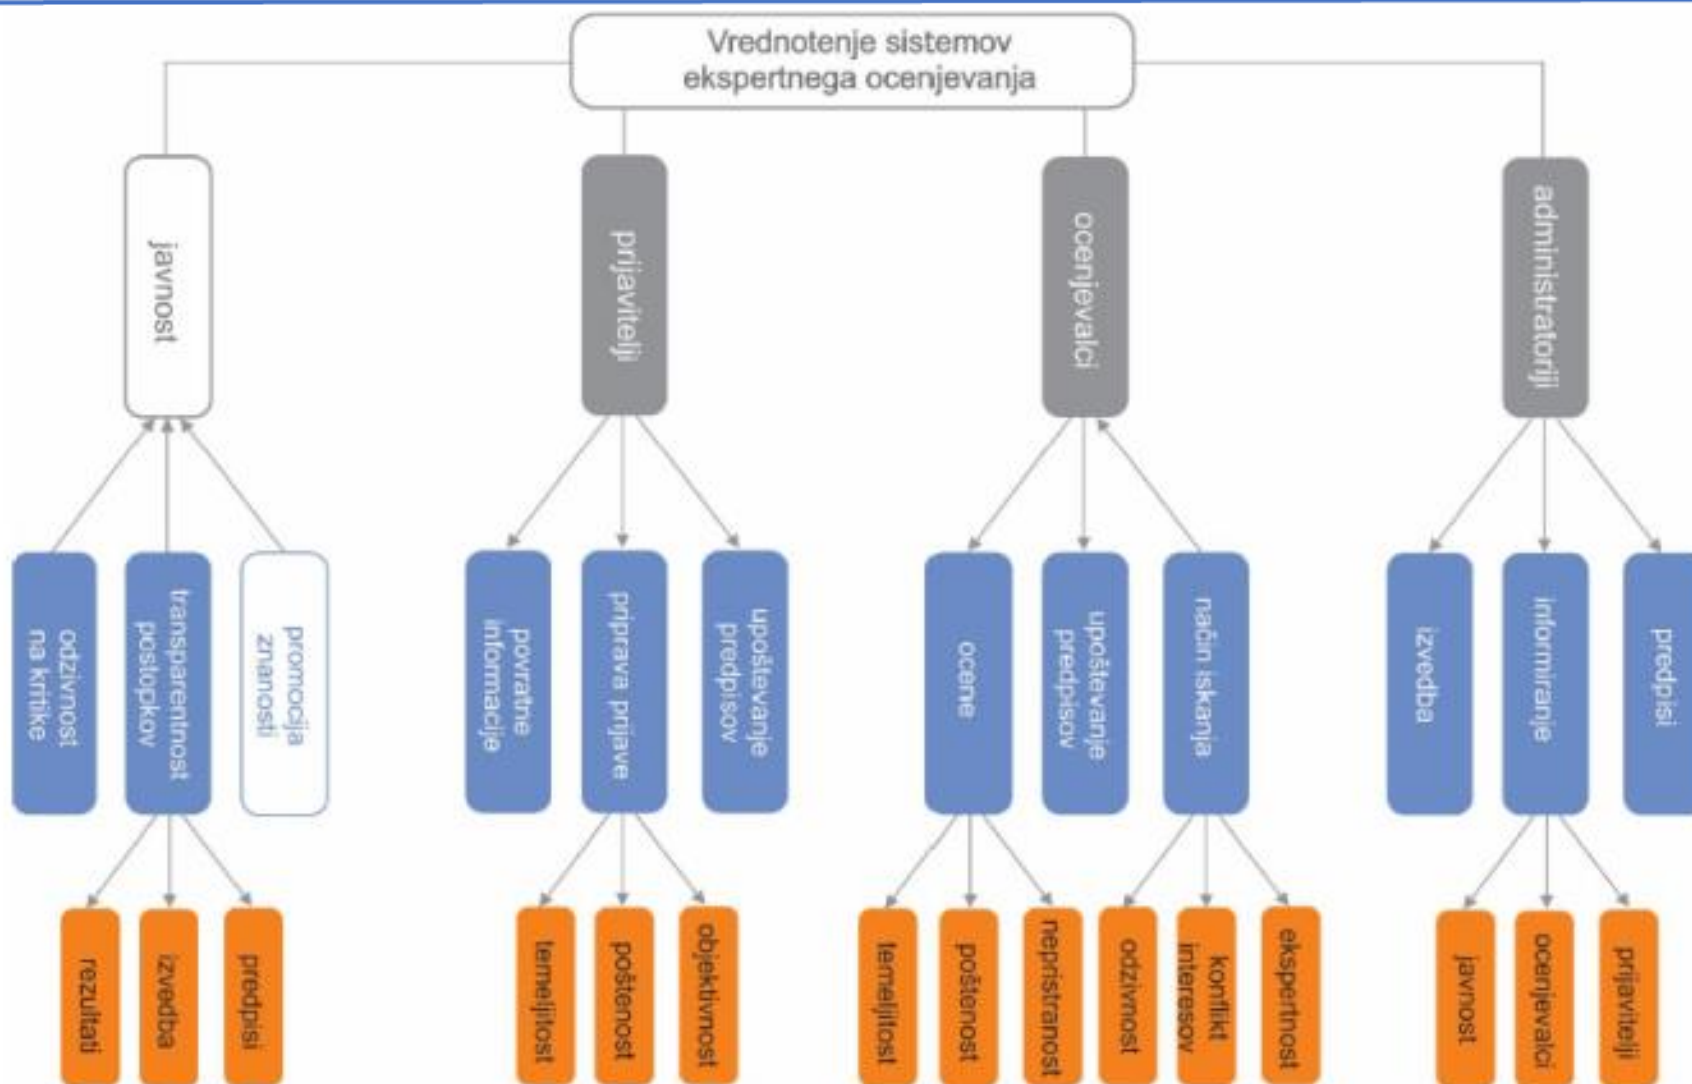 Vrednotenje sistemov
ekspertnega ocenjevanja
javnost
prijavitelji
ocenjevalci
administratoriji
odzivnost
na kritike
transparentnost
postopkov
promocija
znanosti
povratne
informacije
priprava prijave
upoštevanje
predpisov
ocene
upoštevanje
predpisov
način iskanja
izvedba
informiranje
predpisi
rezultati
izvedba
predpisi
temeljitost
poštenost
objektivnost
temeljitost
poštenost
nepristranost
odzivnost
konflikt
interesov
ekspertnost
javnost
ocenjevalci
prijavitelji